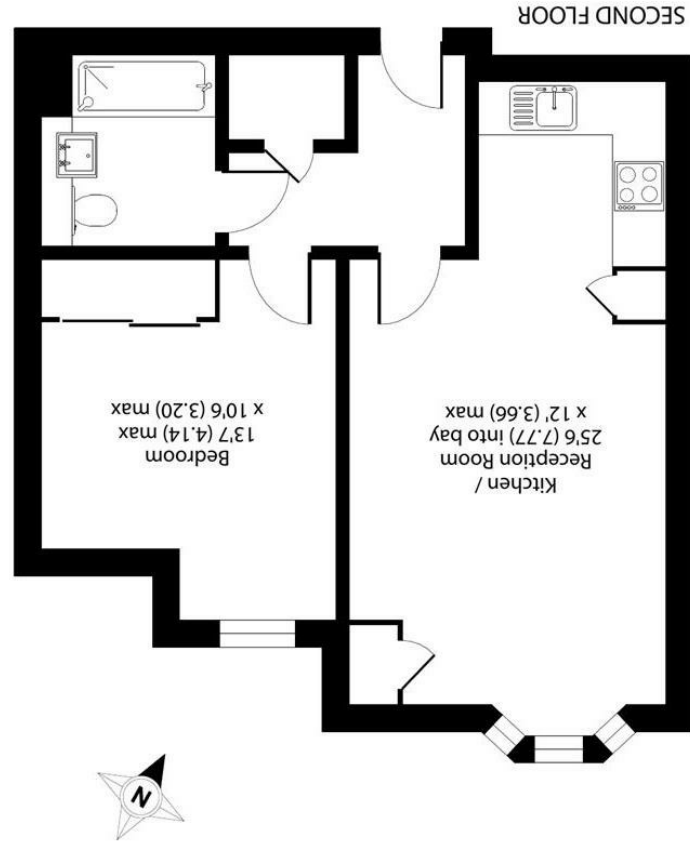 SECOND FLOOR
Kitchen /
Reception Room
25'6 (7.77) into bay
x 12' (3.66) max
Bedroom
13'7 (4.14) max
x 10'6 (3.20) max
N